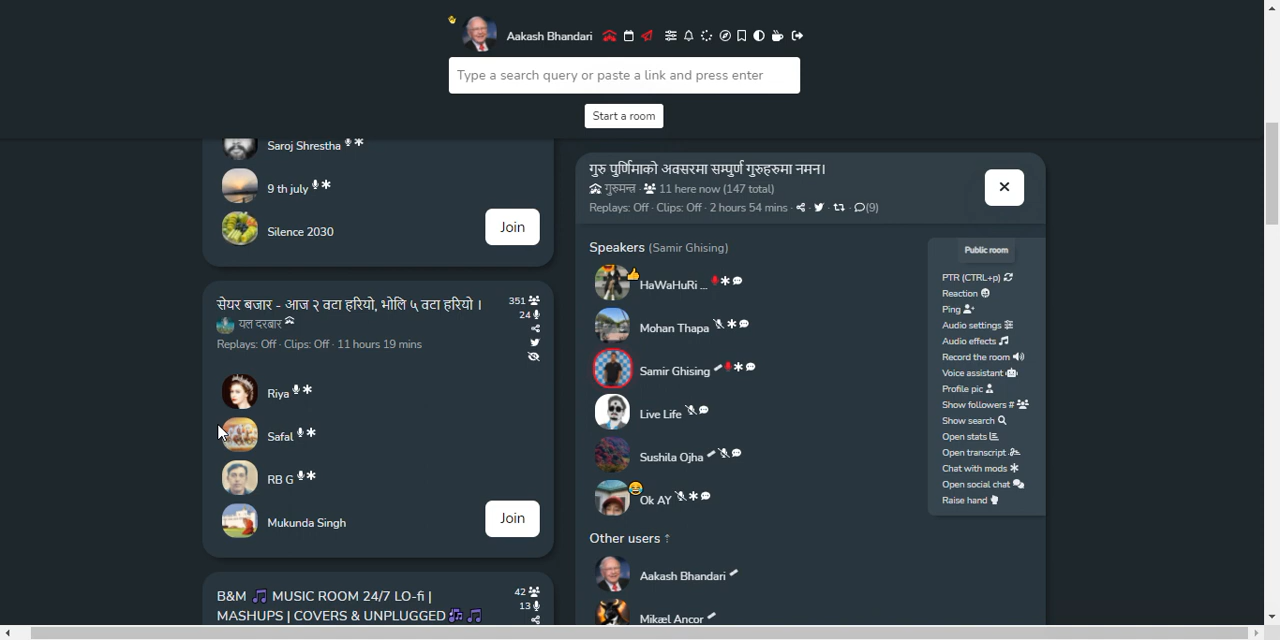 Aakash Bhandari
Type a search query or paste a link and press enter
Start a room
Saroj Shrestha
9 th july
Silence 2030
Join
सेयर बजार - आज २ वटा हरियो, भोलि ५ वटा हरियो ।
351
यल दरबार
24
Replays: Off · Clips: Off · 11 hours 19 mins
Riya
Safal
RB G
Mukunda Singh
Join
B&M 🎵 MUSIC ROOM 24/7 LO-fi |
MASHUPS | COVERS & UNPLUGGED 🎼 🎵
42
13
गुरु पुर्णिमाको अवसरमा सम्पुर्ण गुरुहरुमा नमन।
गुरुमन्त्र · 11 here now (147 total)
Replays: Off · Clips: Off · 2 hours 54 mins · (9)
Speakers (Samir Ghising)
HaWaHuRi ...
Mohan Thapa
Samir Ghising
Live Life
Sushila Ojha
Ok AY
Other users ↑
Aakash Bhandari
Mikæl Ancor
Public room
PTR (CTRL+p)
Reaction
Ping
Audio settings
Audio effects
Record the room
Voice assistant
Profile pic
Show followers #
Show search
Open stats
Open transcript
Chat with mods
Open social chat
Raise hand